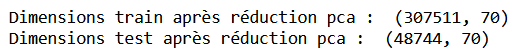 Dimensions train après réduction pca :  (307511, 70)
Dimensions test après réduction pca :  (48744, 70)